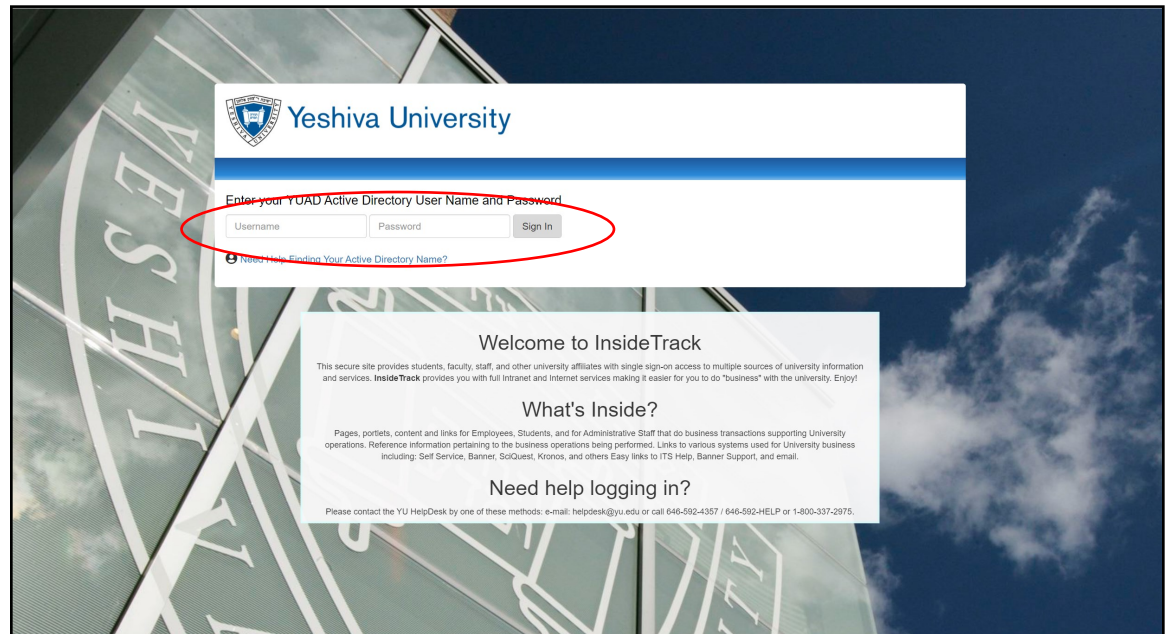 Yeshiva University
Enter your YUAD Active Directory User Name and Password
Username
Password
Sign In
Need Help Finding Your Active Directory Name?
Welcome to InsideTrack
This secure site provides students, faculty, staff, and other university affiliates with single sign-on access to multiple sources of university information
and services. InsideTrack provides you with full Intranet and Internet services making it easier for you to do "business" with the university. Enjoy!
What's Inside?
Pages, portlets, content and links for Employees, Students, and for Administrative Staff that do business transactions supporting University
operations. Reference information pertaining to the business operations being performed. Links to various systems used for University business
including: Self Service, Banner, SciQuest, Kronos, and others Easy links to ITS Help, Banner Support, and email.
Need help logging in?
Please contact the YU HelpDesk by one of these methods: e-mail: helpdesk@yu.edu or call 646-592-4357 / 646-592-HELP or 1-800-337-2975.